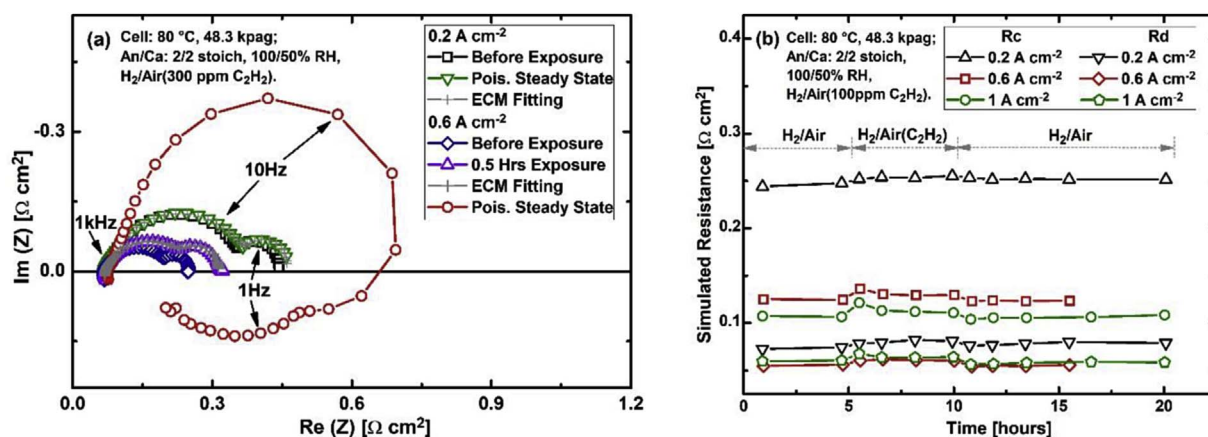 (a)
Cell: 80 °C, 48.3 kpag;
An/Ca: 2/2 stoich, 100/50% RH,
H₂/Air(300 ppm C₂H₂).
0.2 A cm⁻²
Before Exposure
Pois. Steady State
ECM Fitting
0.6 A cm⁻²
Before Exposure
0.5 Hrs Exposure
ECM Fitting
Pois. Steady State
-0.3
0.0
0.3
Im (Z) [Ω cm²]
1kHz
10Hz
1Hz
0.0 0.3 0.6 0.9 1.2
Re (Z) [Ω cm²]
(b)
Cell: 80 °C, 48.3 kpag;
An/Ca: 2/2 stoich,
100/50% RH,
H₂/Air(100ppm C₂H₂).
Rc Rd
0.2 A cm⁻² 0.2 A cm⁻²
0.6 A cm⁻² 0.6 A cm⁻²
1 A cm⁻² 1 A cm⁻²
H₂/Air H₂/Air(C₂H₂) H₂/Air
0.4
0.3
0.2
0.1
0.0
Simulated Resistance [Ω cm²]
0 5 10 15 20
Time [hours]